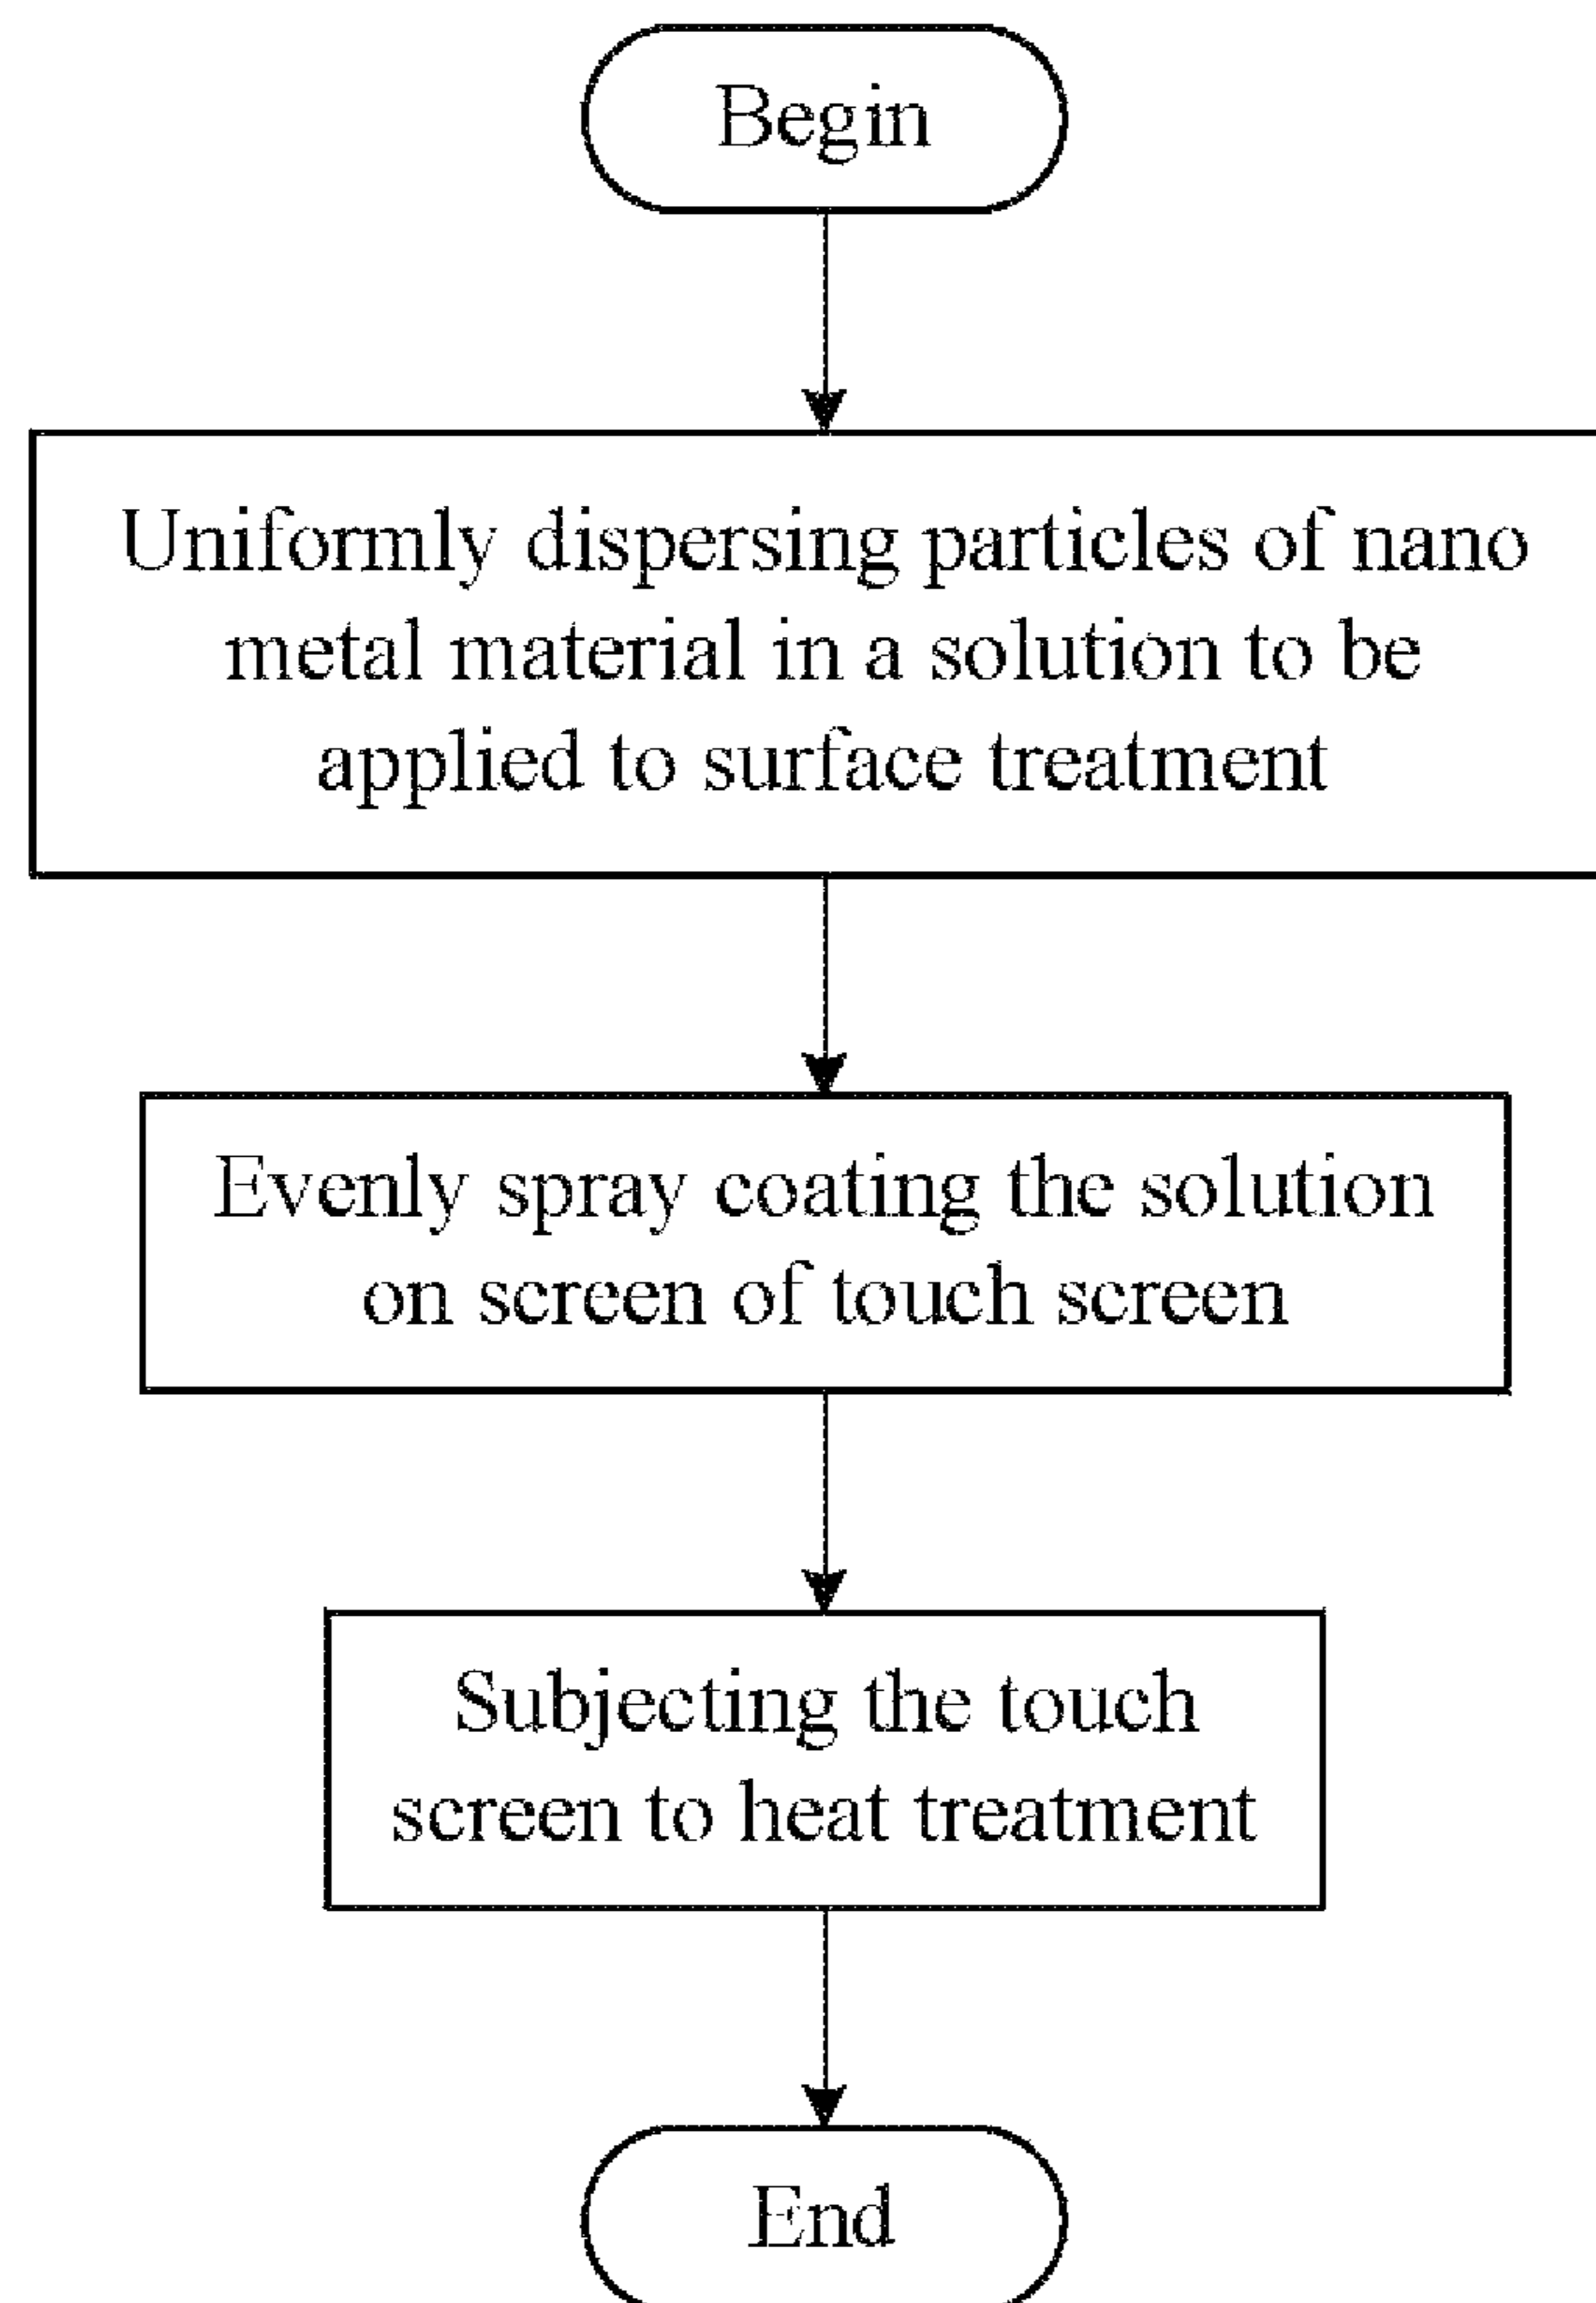 Begin
Uniformly dispersing particles of nano
metal material in a solution to be
applied to surface treatment
Evenly spray coating the solution
on screen of touch screen
Subjecting the touch
screen to heat treatment
End